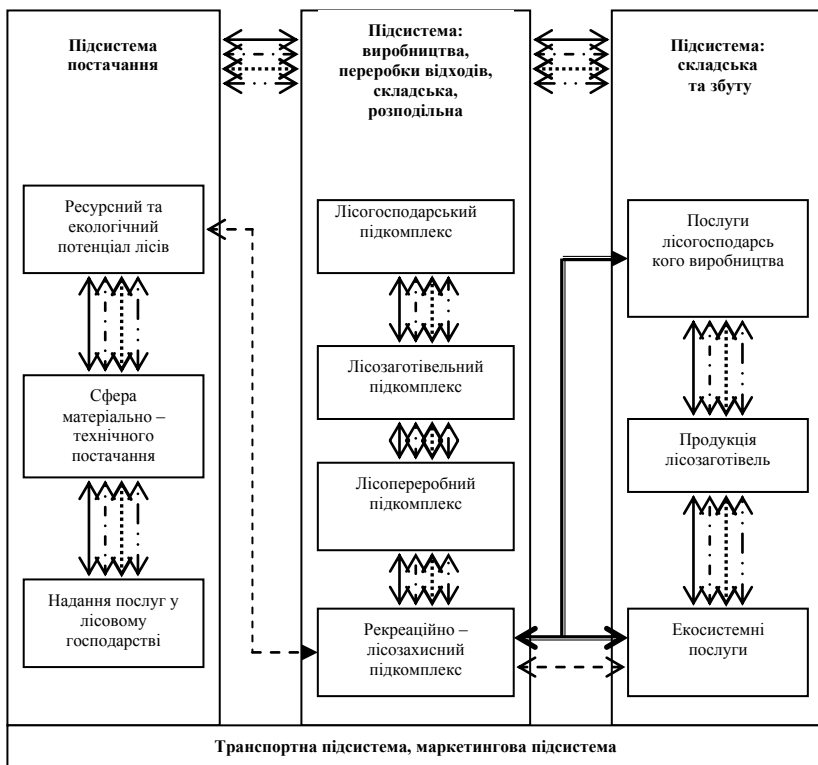 Підсистема
постачання
Ресурсний та
екологічний
потенціал лісів
Сфера
матеріально –
технічного
постачання
Надання послуг у
лісовому
господарстві
Підсистема:
виробництва,
переробки відходів,
складська,
розподільна
Лісогосподарський
підкомплекс
Лісозаготівельний
підкомплекс
Лісопереробний
підкомплекс
Рекреаційно –
лісозахисний
підкомплекс
Підсистема:
складська
та збуту
Послуги
лісогосподарсь
кого виробництва
Продукція
лісозаготівель
Екосистемні
послуги
Транспортна підсистема, маркетингова підсистема